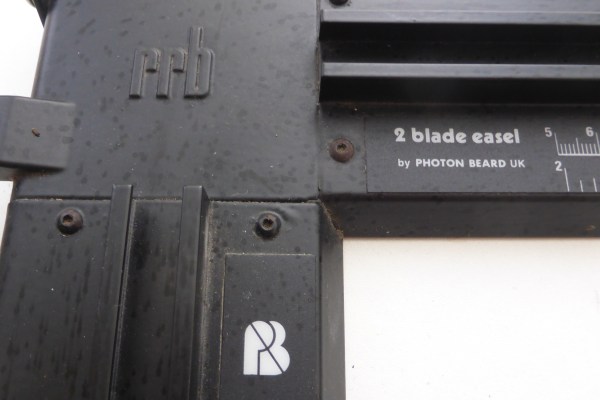 rrb
2 blade easel
by PHOTON BEARD UK
5 6
2
PB